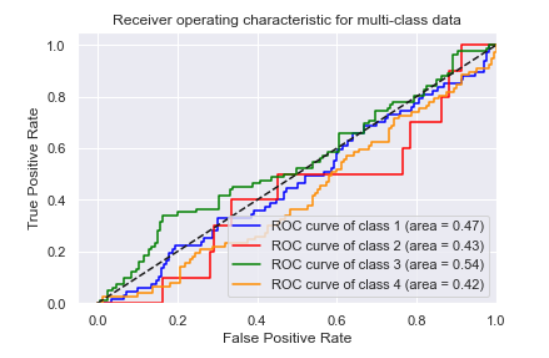 Receiver operating characteristic for multi-class data
True Positive Rate
1.0
0.8
0.6
0.4
0.2
0.0
ROC curve of class 1 (area = 0.47)
ROC curve of class 2 (area = 0.43)
ROC curve of class 3 (area = 0.54)
ROC curve of class 4 (area = 0.42)
0.0 0.2 0.4 0.6 0.8 1.0
False Positive Rate